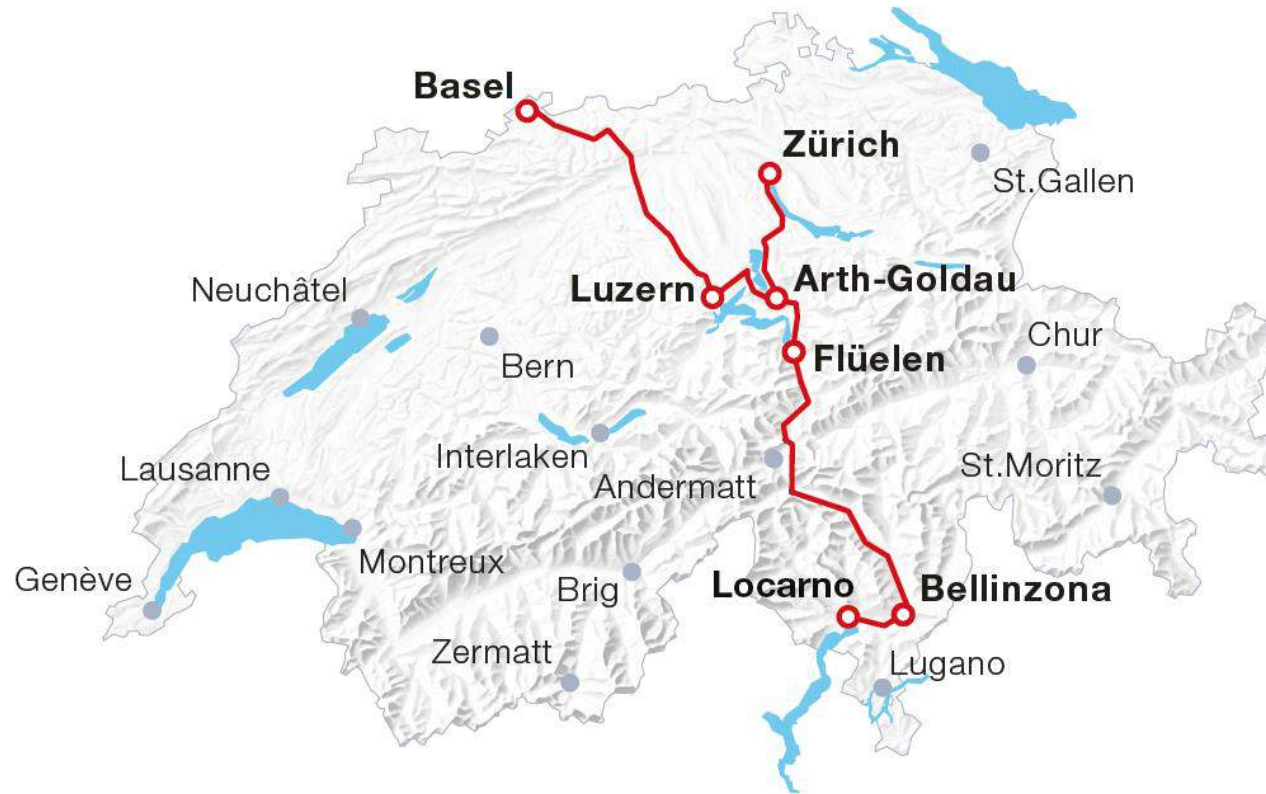 Basel
Zürich
St.Gallen
Neuchâtel
Luzern
Arth-Goldau
Bern
Flüelen
Chur
Interlaken
Lausanne
Andermatt
St.Moritz
Montreux
Genève
Brig
Locarno
Bellinzona
Zermatt
Lugano